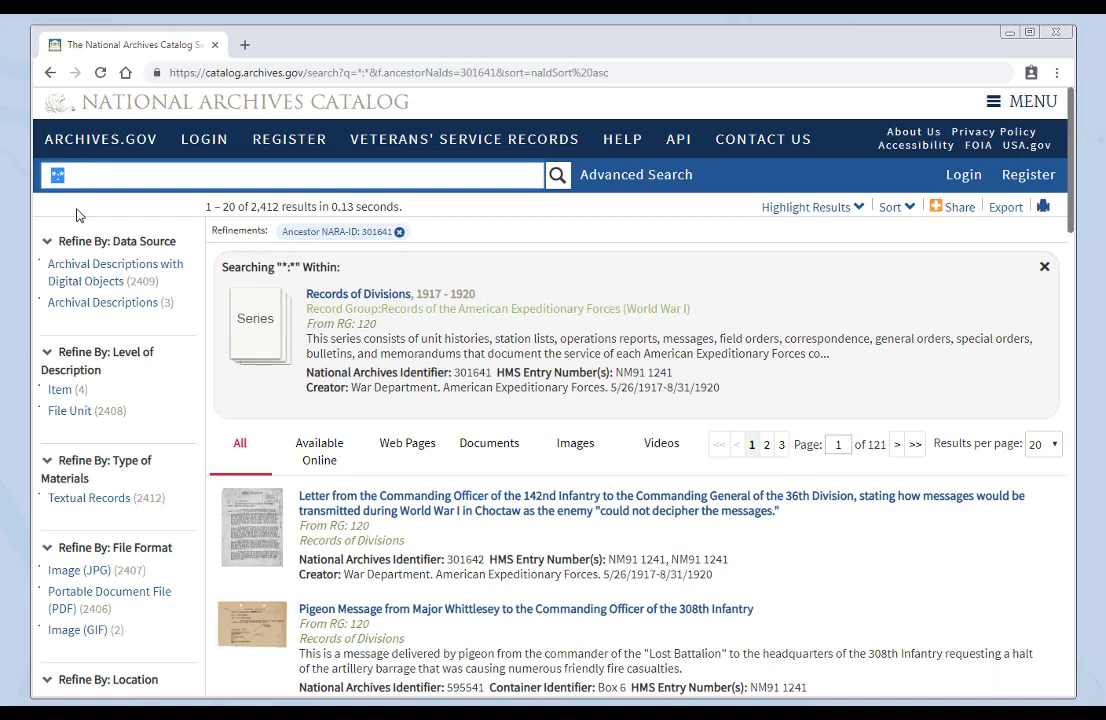 The National Archives Catalog Se
https://catalog.archives.gov/search?q=*:*&f.ancestorNaIds=301641&sort=naIdSort%20asc
NATIONAL ARCHIVES CATALOG
MENU
ARCHIVES.GOV LOGIN REGISTER VETERANS' SERVICE RECORDS HELP API CONTACT US
About Us Privacy Policy
Accessibility FOIA USA.gov
*:*
Advanced Search
Login Register
1 – 20 of 2,412 results in 0.13 seconds.
Highlight Results Sort Share Export
Refinements: Ancestor NARA-ID: 301641
Refine By: Data Source
Archival Descriptions with
Digital Objects (2409)
Archival Descriptions (3)
Refine By: Level of
Description
Item (4)
File Unit (2408)
Refine By: Type of
Materials
Textual Records (2412)
Refine By: File Format
Image (JPG) (2407)
Portable Document File
(PDF) (2406)
Image (GIF) (2)
Refine By: Location
Searching "*:*" Within:
Series
Records of Divisions, 1917 - 1920
Record Group:Records of the American Expeditionary Forces (World War I)
From RG: 120
This series consists of unit histories, station lists, operations reports, messages, field orders, correspondence, general orders, special orders,
bulletins, and memorandums that document the service of each American Expeditionary Forces co...
National Archives Identifier: 301641 HMS Entry Number(s): NM91 1241
Creator: War Department. American Expeditionary Forces. 5/26/1917-8/31/1920
All
Available
Online
Web Pages
Documents
Images
Videos
<< < 1 2 3 Page: 1 of 121 > >> Results per page: 20
Letter from the Commanding Officer of the 142nd Infantry to the Commanding General of the 36th Division, stating how messages would be
transmitted during World War I in Choctaw as the enemy "could not decipher the messages."
From RG: 120
Records of Divisions
National Archives Identifier: 301642 HMS Entry Number(s): NM91 1241, NM91 1241
Creator: War Department. American Expeditionary Forces. 5/26/1917-8/31/1920
Pigeon Message from Major Whittlesey to the Commanding Officer of the 308th Infantry
From RG: 120
Records of Divisions
This is a message delivered by pigeon from the commander of the "Lost Battalion" to the headquarters of the 308th Infantry requesting a halt
of the artillery barrage that was causing numerous friendly fire casualties.
National Archives Identifier: 595541 Container Identifier: Box 6 HMS Entry Number(s): NM91 1241